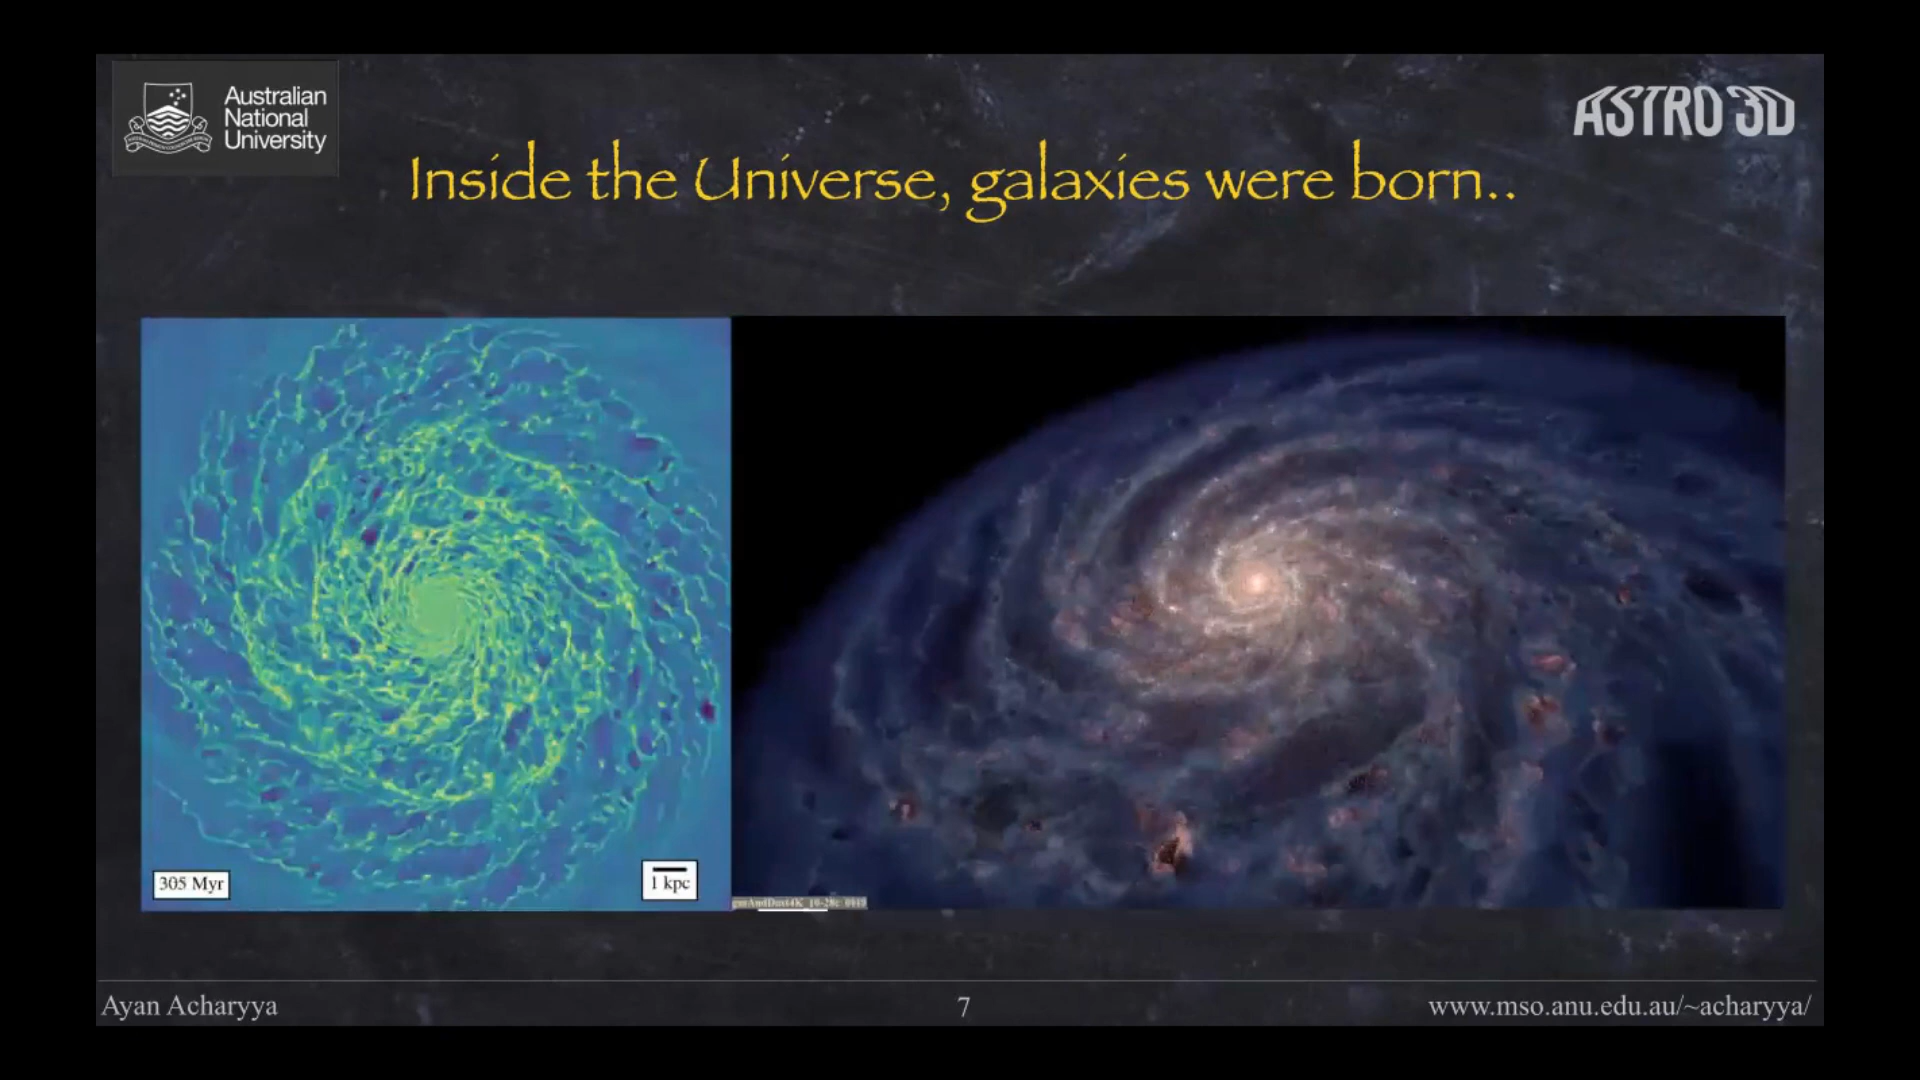 Australian
National
University
ASTRO 3D
Inside the Universe, galaxies were born..
305 Myr
1 kpc
Ayan Acharyya
7
www.mso.anu.edu.au/~acharyya/